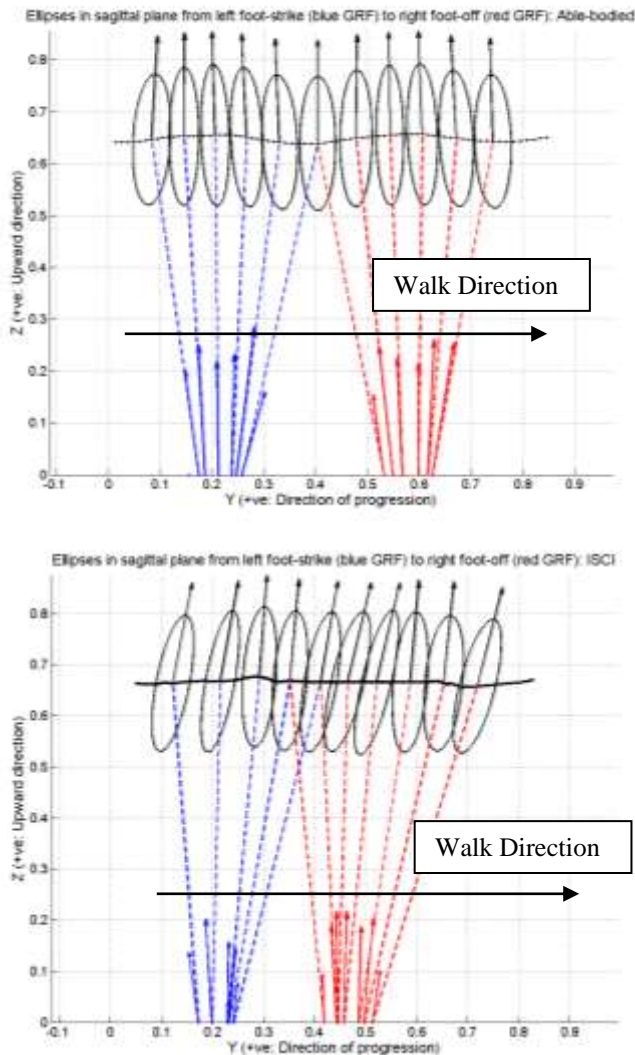 Ellipses in sagittal plane from left foot-strike (blue GRF) to right foot-off (red GRF): Able-bodied
0.8
0.7
0.6
0.5
0.4
0.3
0.2
0.1
0
Z (+ve: Upward direction)
Walk Direction
-0.1 0 0.1 0.2 0.3 0.4 0.5 0.6 0.7 0.8 0.9
Y (+ve: Direction of progression)
Ellipses in sagittal plane from left foot-strike (blue GRF) to right foot-off (red GRF): ISCI
0.8
0.7
0.6
0.5
0.4
0.3
0.2
0.1
0
Z (+ve: Upward direction)
Walk Direction
-0.1 0 0.1 0.2 0.3 0.4 0.5 0.6 0.7 0.8 0.9
Y (+ve: Direction of progression)